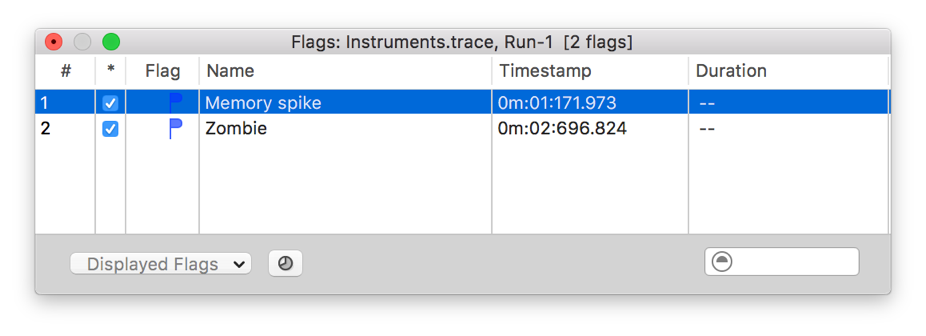 Flags: Instruments.trace, Run-1 [2 flags]
# * Flag Name Timestamp Duration
1 Memory spike 0m:01:171.973 --
2 Zombie 0m:02:696.824 --
Displayed Flags